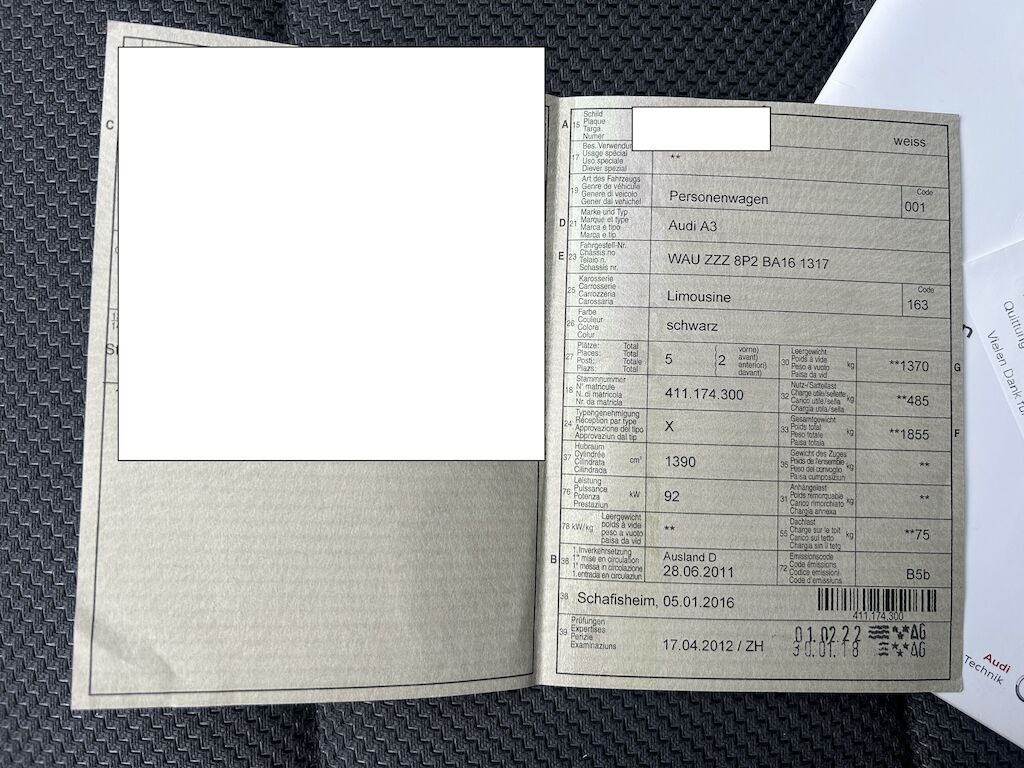 C
St
A 15 Schild
Plaque
Targa
Numer
weiss
17 Bes. Verwendu
Usage spécial
Uso speciale
Diever spezial
**
19 Art des Fahrzeugs
Genre de véhicule
Genere di veicolo
Gener dal vehichel
Personenwagen
Code
001
D 21 Marke und Typ
Marque et type
Marca e tipo
Marca e tip
Audi A3
E 23 Fahrgestell-Nr.
Châssis no
Telaio n.
Schassis nr.
WAU ZZZ 8P2 BA16 1317
25 Karosserie
Carrosserie
Carrozzeria
Carossaria
Limousine
Code
163
26 Farbe
Couleur
Colore
Colur
schwarz
27 Plätze: Total
Places: Total
Posti: Totale
Plazs: Total
5 (2 vorne)
avant)
anteriori)
davant)
30 Leergewicht
Poids à vide
Peso a vuoto
Paisa da vid
kg
**1370
G
18 Stammnummer
N° matricule
N. di matricola
Nr. da matricla
411.174.300
32 Nutz-/Sattellast
Charge utile/sellette
Carico utile/sella
Chargia utila/sella
kg
**485
24 Typengenehmigung
Réception par type
Approvazione del tipo
Approvaziun dal tip
X
33 Gesamtgewicht
Poids total
Peso totale
Paisa totala
kg
**1855
F
37 Hubraum
Cylindrée
Cilindrata
Cilindrada
cm³
1390
35 Gewicht des Zuges
Poids de l'ensemble
Peso del convoglio
Paisa cumposiziun
kg
**
76 Leistung
Puissance
Potenza
Prestaziun
kW
92
31 Anhängelast
Poids remorquable
Carico rimorchiato
Chargia annexa
kg
**
78 kW/kg Leergewicht
poids à vide
peso a vuoto
paisa da vid
**
55 Dachlast
Charge sur le toit
Carico sul tetto
Chargia sin il tetg
kg
**75
B 36 1.Inverkehrsetzung
1re mise en circulation
1a messa in circolazione
1.entrada en circulaziun
Ausland D
28.06.2011
72 Emissionscode
Code émissions
Codice emissioni
Code d'emissiuns
B5b
38 Schafisheim, 05.01.2016
411.174.300
39 Prüfungen
Expertises
Perizie
Examinaziuns
17.04.2012 / ZH
01.02.22 AG
30.01.18 AG
Quittung
Vielen Dank fü
n
Audi
Technik